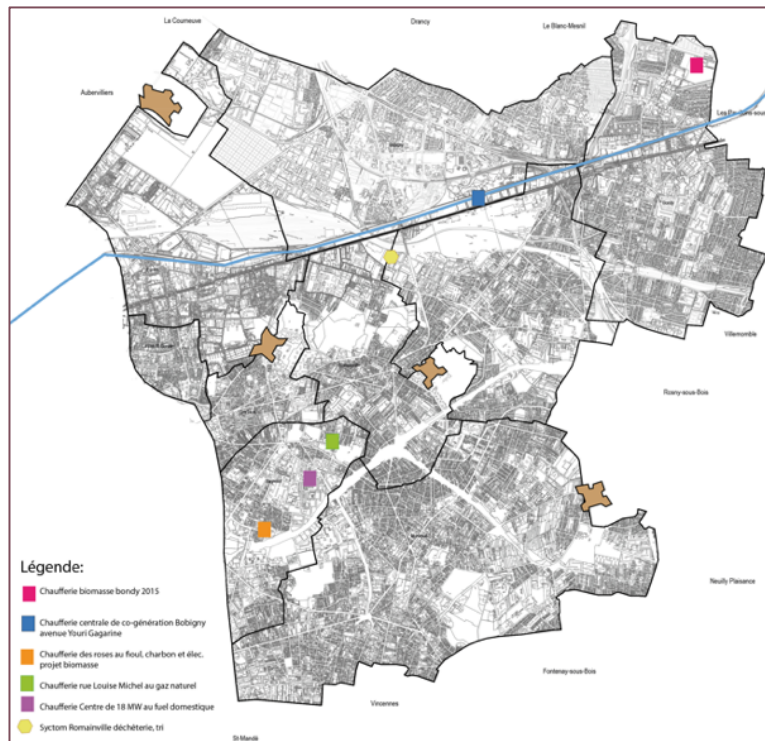 La Courneuve
Drancy
Le Blanc-Mesnil
Aubervilliers
Villemomble
Rosny-sous-Bois
Neuilly Plaisance
Fontenay-sous-Bois
Vincennes
St-Mandé
Légende:
Chaufferie biomasse bondy 2015
Chaufferie centrale de co-génération Bobigny
avenue Youri Gagarine
Chaufferie des roses au fioul, charbon et élec.
projet biomasse
Chaufferie rue Louise Michel au gaz naturel
Chaufferie Centre de 18 MW au fuel domestique
Syctom Romainville déchèterie, tri